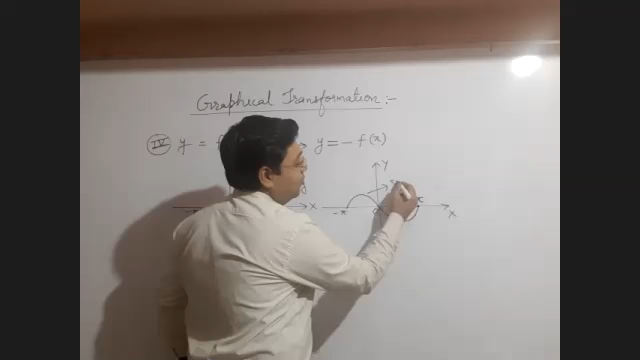 Graphical Transformation :-
IV y = f y = - f(x)
Y
-π π
X X